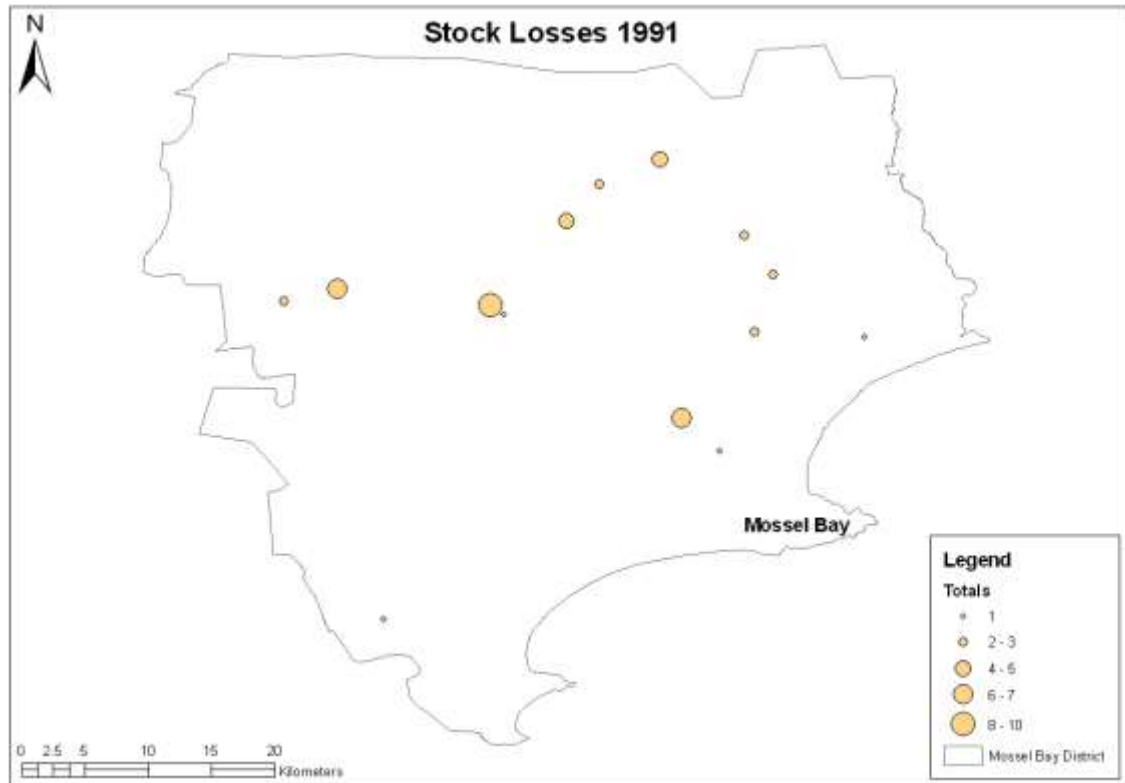 N
Stock Losses 1991
Mossel Bay
Legend
Totals
1
2 - 3
4 - 5
6 - 7
8 - 10
Mossel Bay District
0 2.5 5 10 15 20
Kilometers